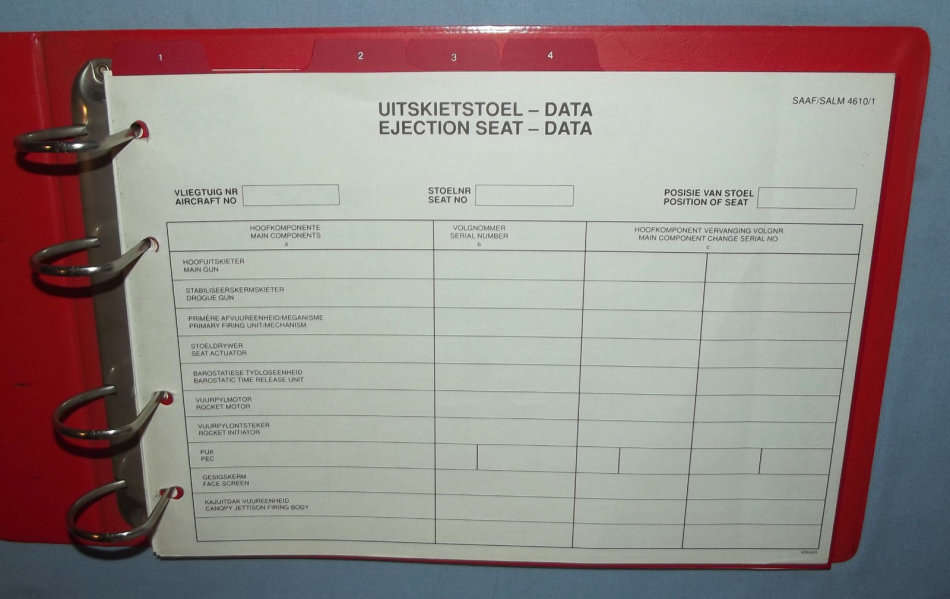 1
2
3
4
SAAF/SALM 4610/1
UITSKIETSTOEL – DATA
EJECTION SEAT – DATA
VLIEGTUIG NR
AIRCRAFT NO
STOELNR
SEAT NO
POSISIE VAN STOEL
POSITION OF SEAT
HOOFKOMPONENTE
MAIN COMPONENTS
a
VOLGNOMMER
SERIAL NUMBER
b
HOOFKOMPONENT VERVANGING VOLGNR
MAIN COMPONENT CHANGE SERIAL NO
c
HOOFUITSKIETER
MAIN GUN
STABILISEERSKERMSKIETER
DROGUE GUN
PRIMÊRE AFVUUREENHEID/MEGANISME
PRIMARY FIRING UNIT/MECHANISM
STOELDRYWER
SEAT ACTUATOR
BAROSTATIESE TYDLOSEENHEID
BAROSTATIC TIME RELEASE UNIT
VUURPYLMOTOR
ROCKET MOTOR
VUURPYLONTSTEKER
ROCKET INITIATOR
PUK
PEC
GESIGSKERM
FACE SCREEN
KAJUITDAK VUUREENHEID
CANOPY JETTISON FIRING BODY